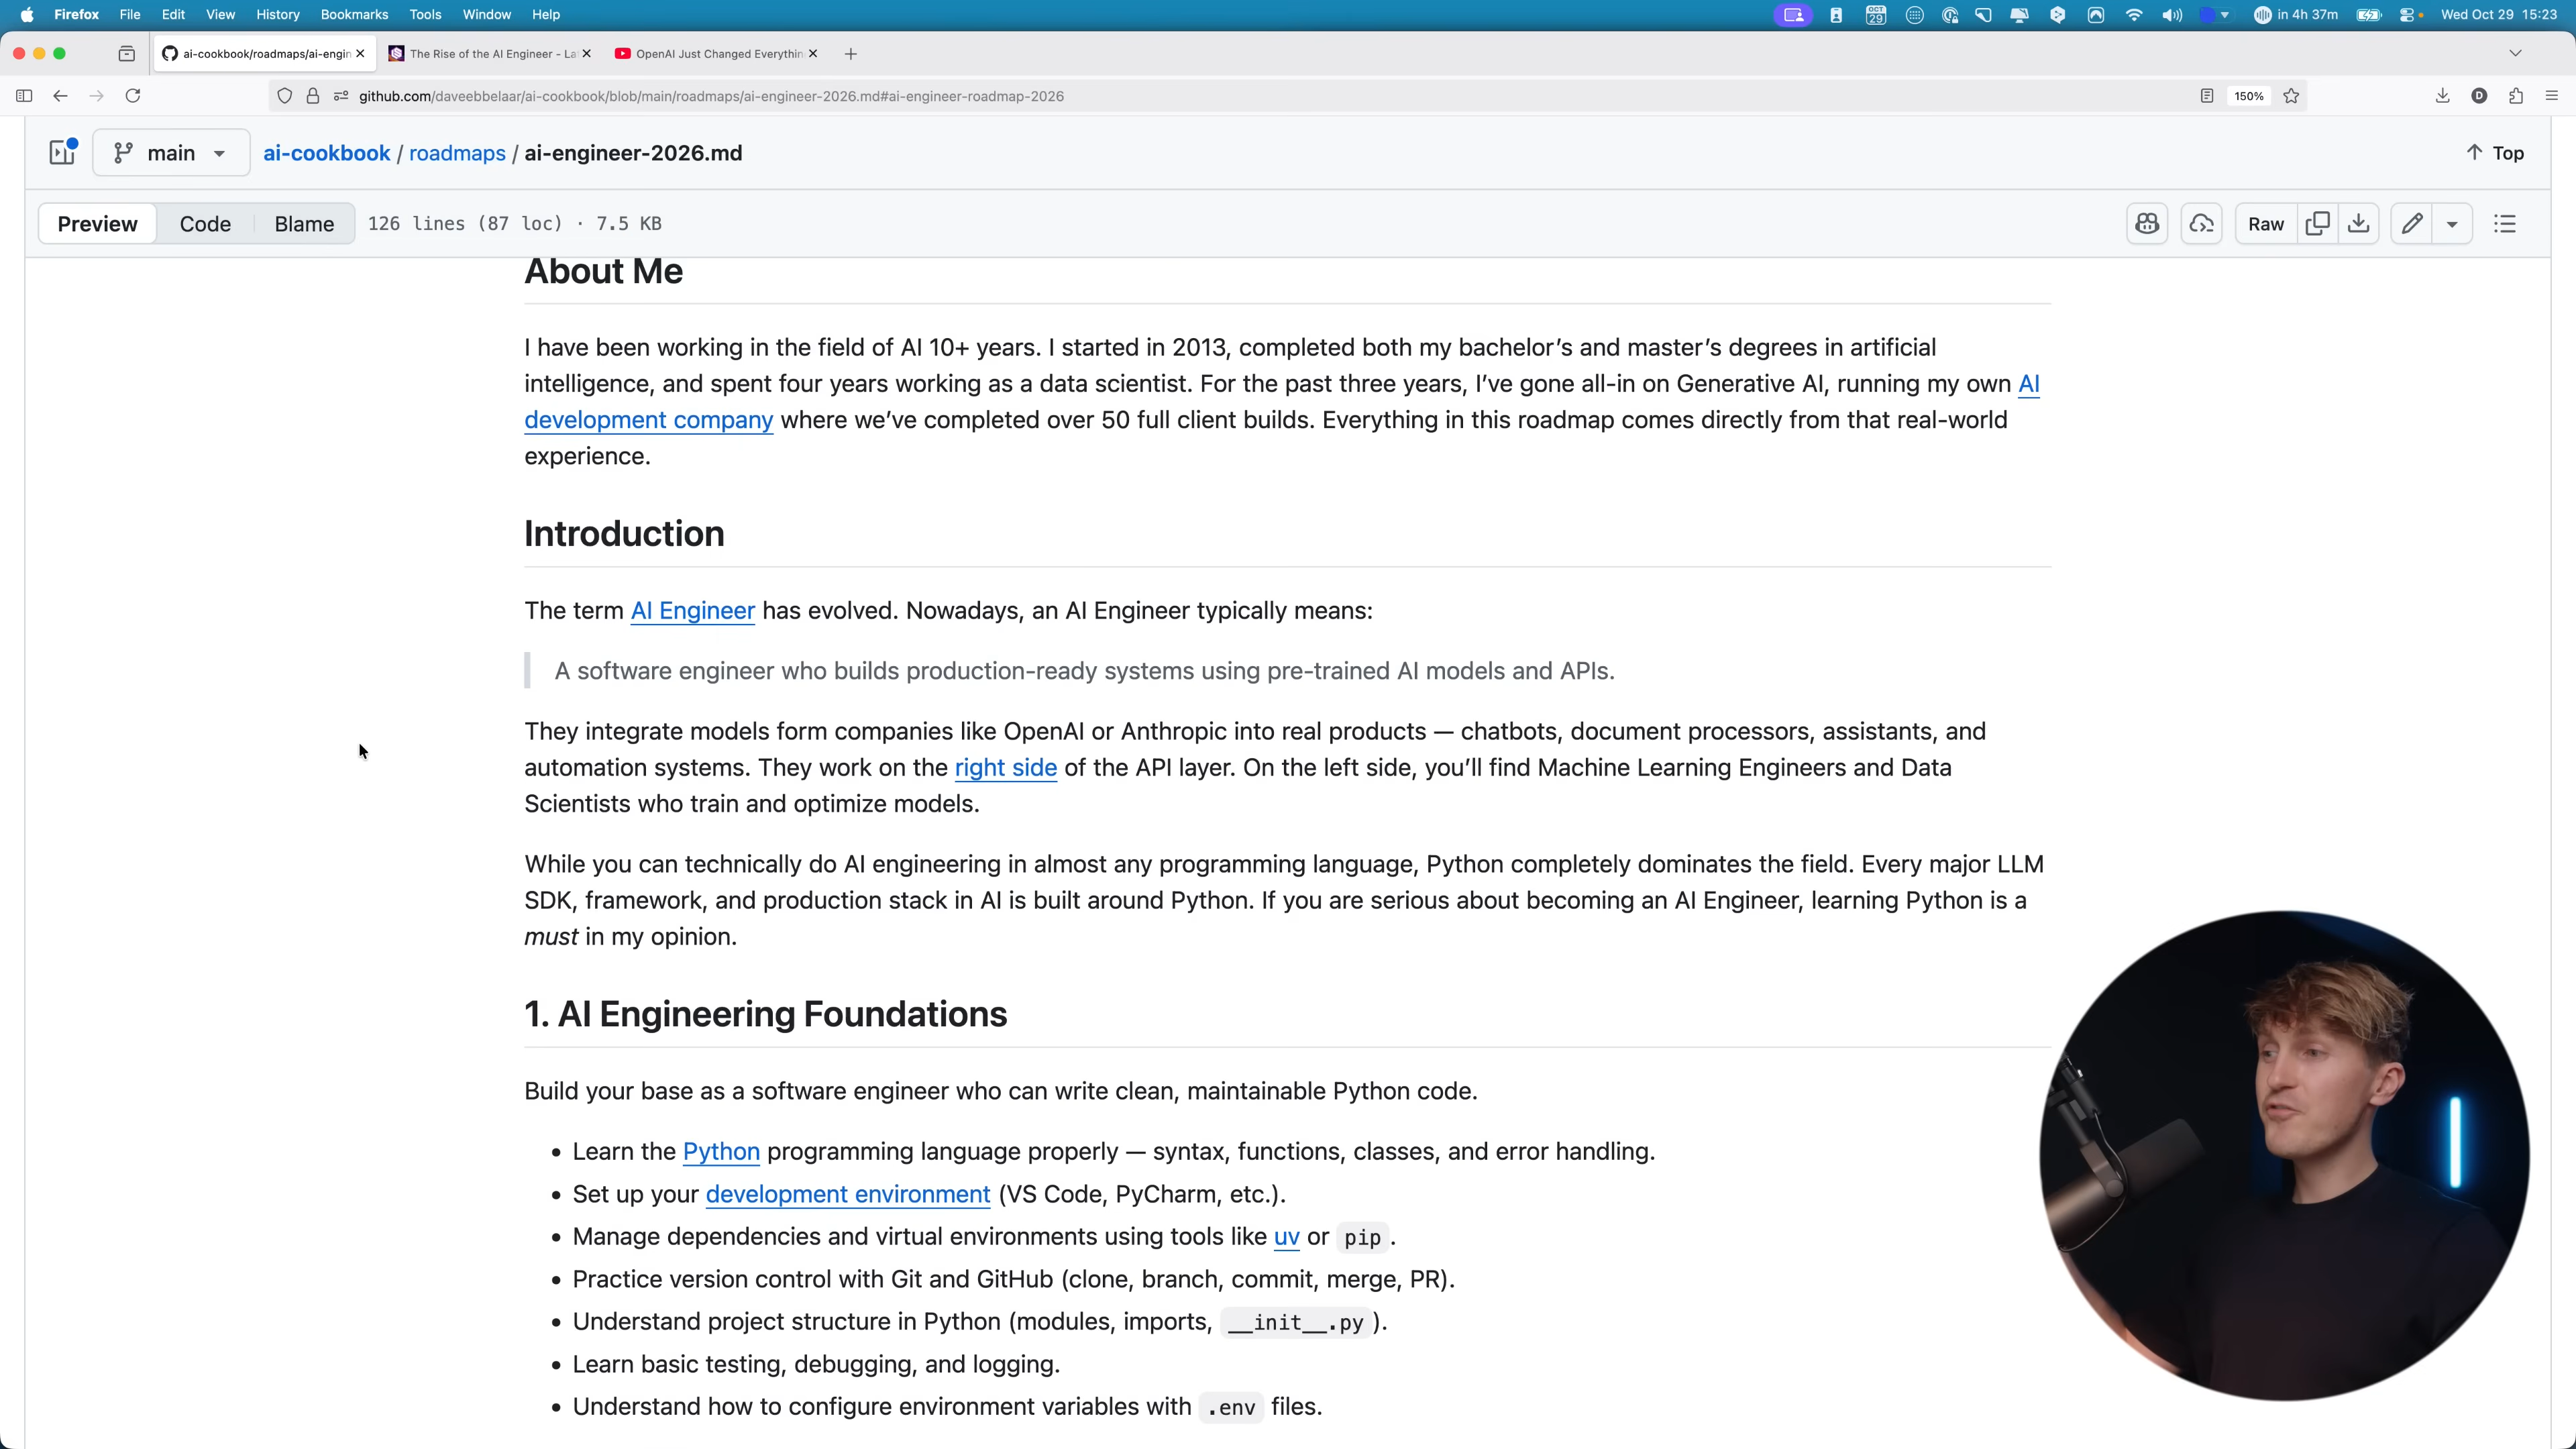 Firefox File Edit View History Bookmarks Tools Window Help
OCT 29
in 4h 37m
Wed Oct 29 15:23
ai-cookbook/roadmaps/ai-engin
The Rise of the AI Engineer - La
OpenAI Just Changed Everythin
github.com/daveebbelaar/ai-cookbook/blob/main/roadmaps/ai-engineer-2026.md#ai-engineer-roadmap-2026
150%
D
main
ai-cookbook / roadmaps / ai-engineer-2026.md
Top
Preview Code Blame
126 lines (87 loc) · 7.5 KB
Raw
About Me
I have been working in the field of AI 10+ years. I started in 2013, completed both my bachelor’s and master’s degrees in artificial
intelligence, and spent four years working as a data scientist. For the past three years, I’ve gone all-in on Generative AI, running my own AI
development company where we’ve completed over 50 full client builds. Everything in this roadmap comes directly from that real-world
experience.
Introduction
The term AI Engineer has evolved. Nowadays, an AI Engineer typically means:
A software engineer who builds production-ready systems using pre-trained AI models and APIs.
They integrate models form companies like OpenAI or Anthropic into real products — chatbots, document processors, assistants, and
automation systems. They work on the right side of the API layer. On the left side, you’ll find Machine Learning Engineers and Data
Scientists who train and optimize models.
While you can technically do AI engineering in almost any programming language, Python completely dominates the field. Every major LLM
SDK, framework, and production stack in AI is built around Python. If you are serious about becoming an AI Engineer, learning Python is a
must in my opinion.
1. AI Engineering Foundations
Build your base as a software engineer who can write clean, maintainable Python code.
• Learn the Python programming language properly — syntax, functions, classes, and error handling.
• Set up your development environment (VS Code, PyCharm, etc.).
• Manage dependencies and virtual environments using tools like uv or pip.
• Practice version control with Git and GitHub (clone, branch, commit, merge, PR).
• Understand project structure in Python (modules, imports, __init__.py).
• Learn basic testing, debugging, and logging.
• Understand how to configure environment variables with .env files.